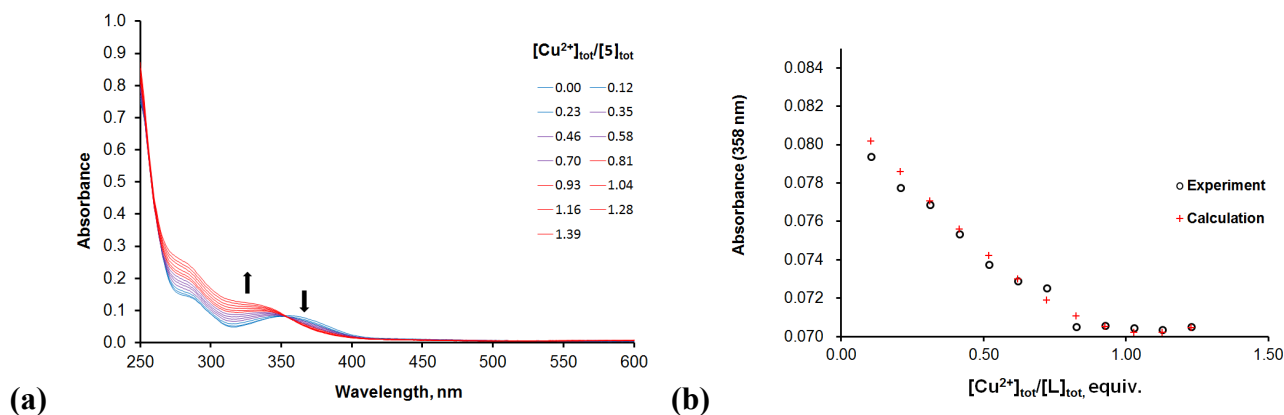 1.0
0.9
0.8
0.7
0.6
0.5
0.4
0.3
0.2
0.1
0.0
Absorbance
250 300 350 400 450 500 550 600
Wavelength, nm
[Cu²⁺]tot/[5]tot
0.00 0.12
0.23 0.35
0.46 0.58
0.70 0.81
0.93 1.04
1.16 1.28
1.39
(a)
0.084
0.082
0.080
0.078
0.076
0.074
0.072
0.070
Absorbance (358 nm)
0.00 0.50 1.00 1.50
[Cu²⁺]tot/[L]tot, equiv.
Experiment
Calculation
(b)